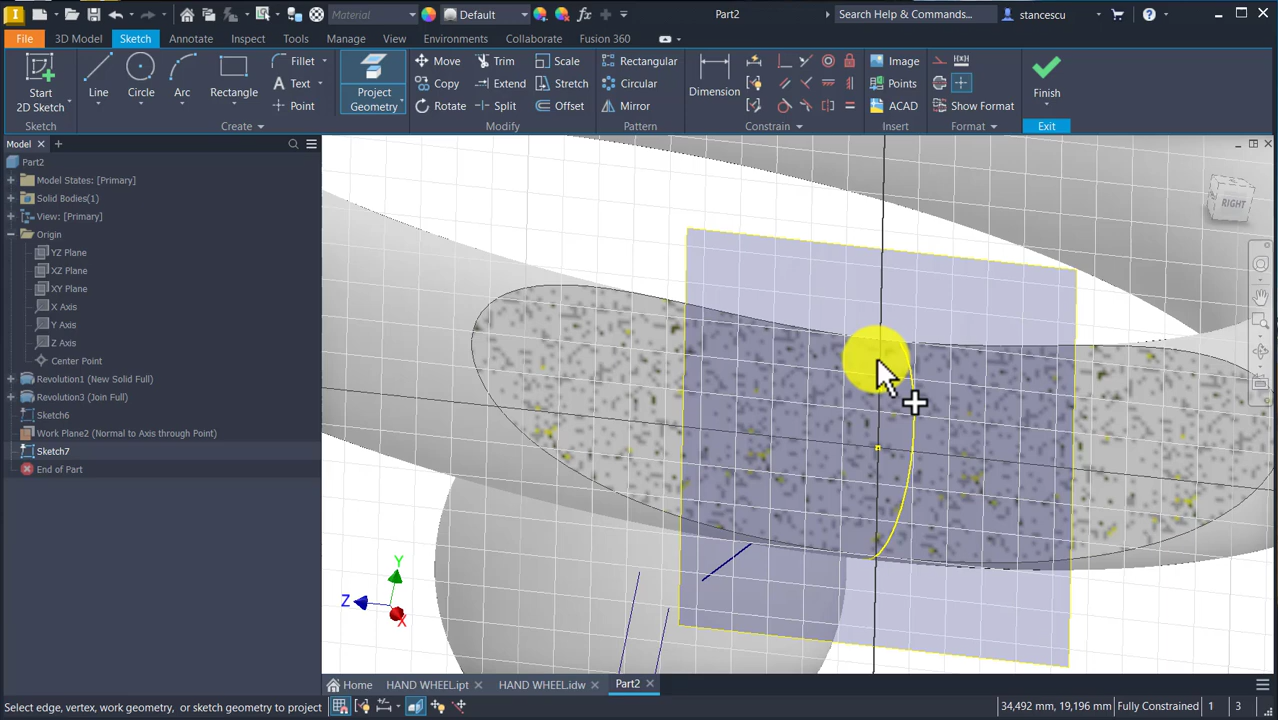 Material
Default
Part2
Search Help & Commands...
stancescu
File
3D Model
Sketch
Annotate
Inspect
Tools
Manage
View
Environments
Collaborate
Fusion 360
Start
2D Sketch
Line
Circle
Arc
Rectangle
Fillet
Text
Point
Project
Geometry
Move
Copy
Rotate
Trim
Extend
Split
Scale
Stretch
Offset
Rectangular
Circular
Mirror
Dimension
Image
Points
ACAD
Show Format
Finish
Sketch
Create
Modify
Pattern
Constrain
Insert
Format
Exit
Model
Part2
Model States: [Primary]
Solid Bodies(1)
View: [Primary]
Origin
YZ Plane
XZ Plane
XY Plane
X Axis
Y Axis
Z Axis
Center Point
Revolution1 (New Solid Full)
Revolution3 (Join Full)
Sketch6
Work Plane2 (Normal to Axis through Point)
Sketch7
End of Part
RIGHT
Y
Z
X
Home
HAND WHEEL.ipt
HAND WHEEL.idw
Part2
Select edge, vertex, work geometry, or sketch geometry to project
34,492 mm, 19,196 mm
Fully Constrained
1
3